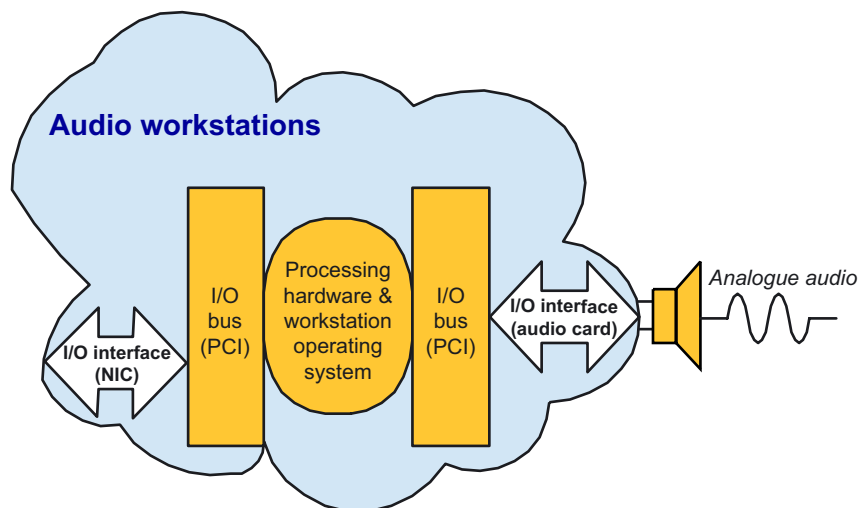 Audio workstations
I/O interface
(NIC)
I/O
bus
(PCI)
Processing
hardware &
workstation
operating
system
I/O
bus
(PCI)
I/O interface
(audio card)
Analogue audio